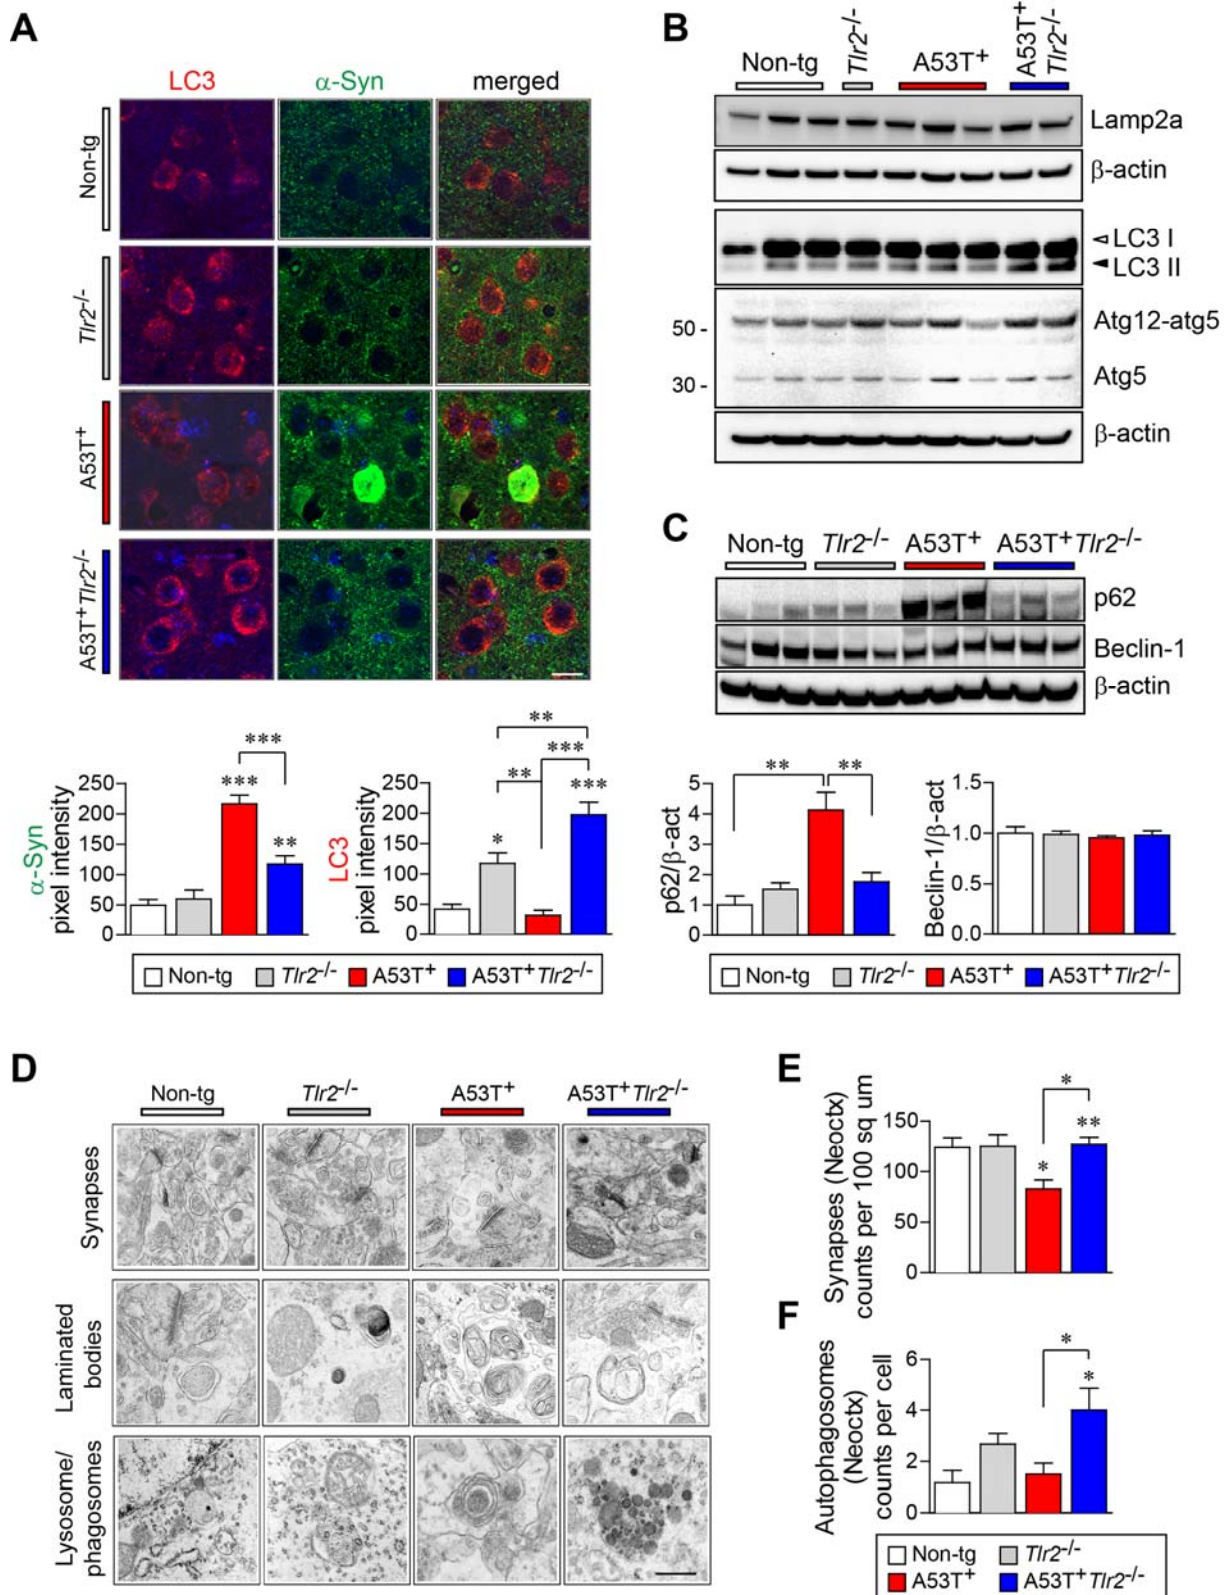 A
LC3 α-Syn merged
Non-tg
Tlr2-/-
A53T+
A53T+Tlr2-/-
***
***
**
250
200
150
100
50
0
α-Syn
pixel intensity
**
***
**
***
*
250
200
150
100
50
0
LC3
pixel intensity
Non-tg Tlr2-/- A53T+ A53T+Tlr2-/-
B
Non-tg Tlr2-/- A53T+ A53T+ Tlr2-/-
Lamp2a
β-actin
LC3 I
LC3 II
50 - Atg12-atg5
30 - Atg5
β-actin
C
Non-tg Tlr2-/- A53T+ A53T+Tlr2-/-
p62
Beclin-1
β-actin
** **
5
4
3
2
1
0
p62/β-act
1.5
1.0
0.5
0.0
Beclin-1/β-act
Non-tg Tlr2-/- A53T+ A53T+Tlr2-/-
D
Non-tg Tlr2-/- A53T+ A53T+Tlr2-/-
Synapses
Laminated
bodies
Lysosome/
phagosomes
E
*
**
*
150
100
50
0
Synapses (Neoctx)
counts per 100 sq um
F
*
*
6
4
2
0
Autophagosomes
(Neoctx)
counts per cell
Non-tg Tlr2-/-
A53T+ A53T+Tlr2-/-